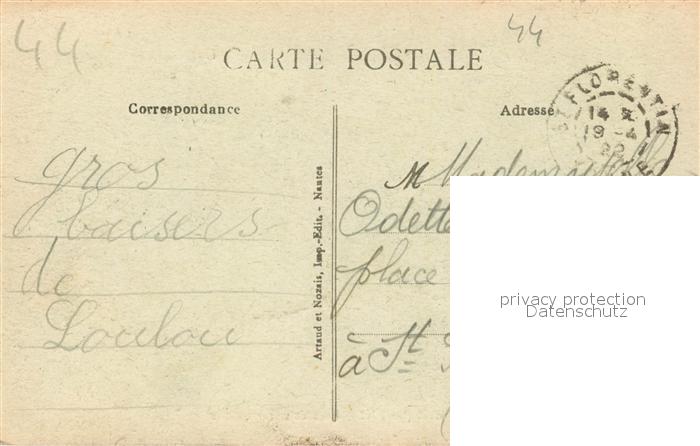 44
44
CARTE POSTALE
Correspondance
Adresse
ST FLORENTIN
14
19-4
22
gros
baisers
de
Loulou
Artaud et Nozais, Imp.-Edit. - Nantes
M Mademoiselle
Odette
place
à St
privacy protection
Datenschutz